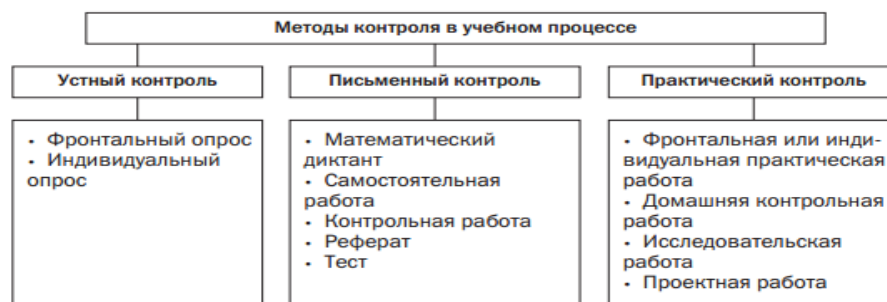 Методы контроля в учебном процессе
Устный контроль
Письменный контроль
Практический контроль
• Фронтальный опрос
• Индивидуальный
опрос
• Математический
диктант
• Самостоятельная
работа
• Контрольная работа
• Реферат
• Тест
• Фронтальная или инди-
видуальная практическая
работа
• Домашняя контрольная
работа
• Исследовательская
работа
• Проектная работа